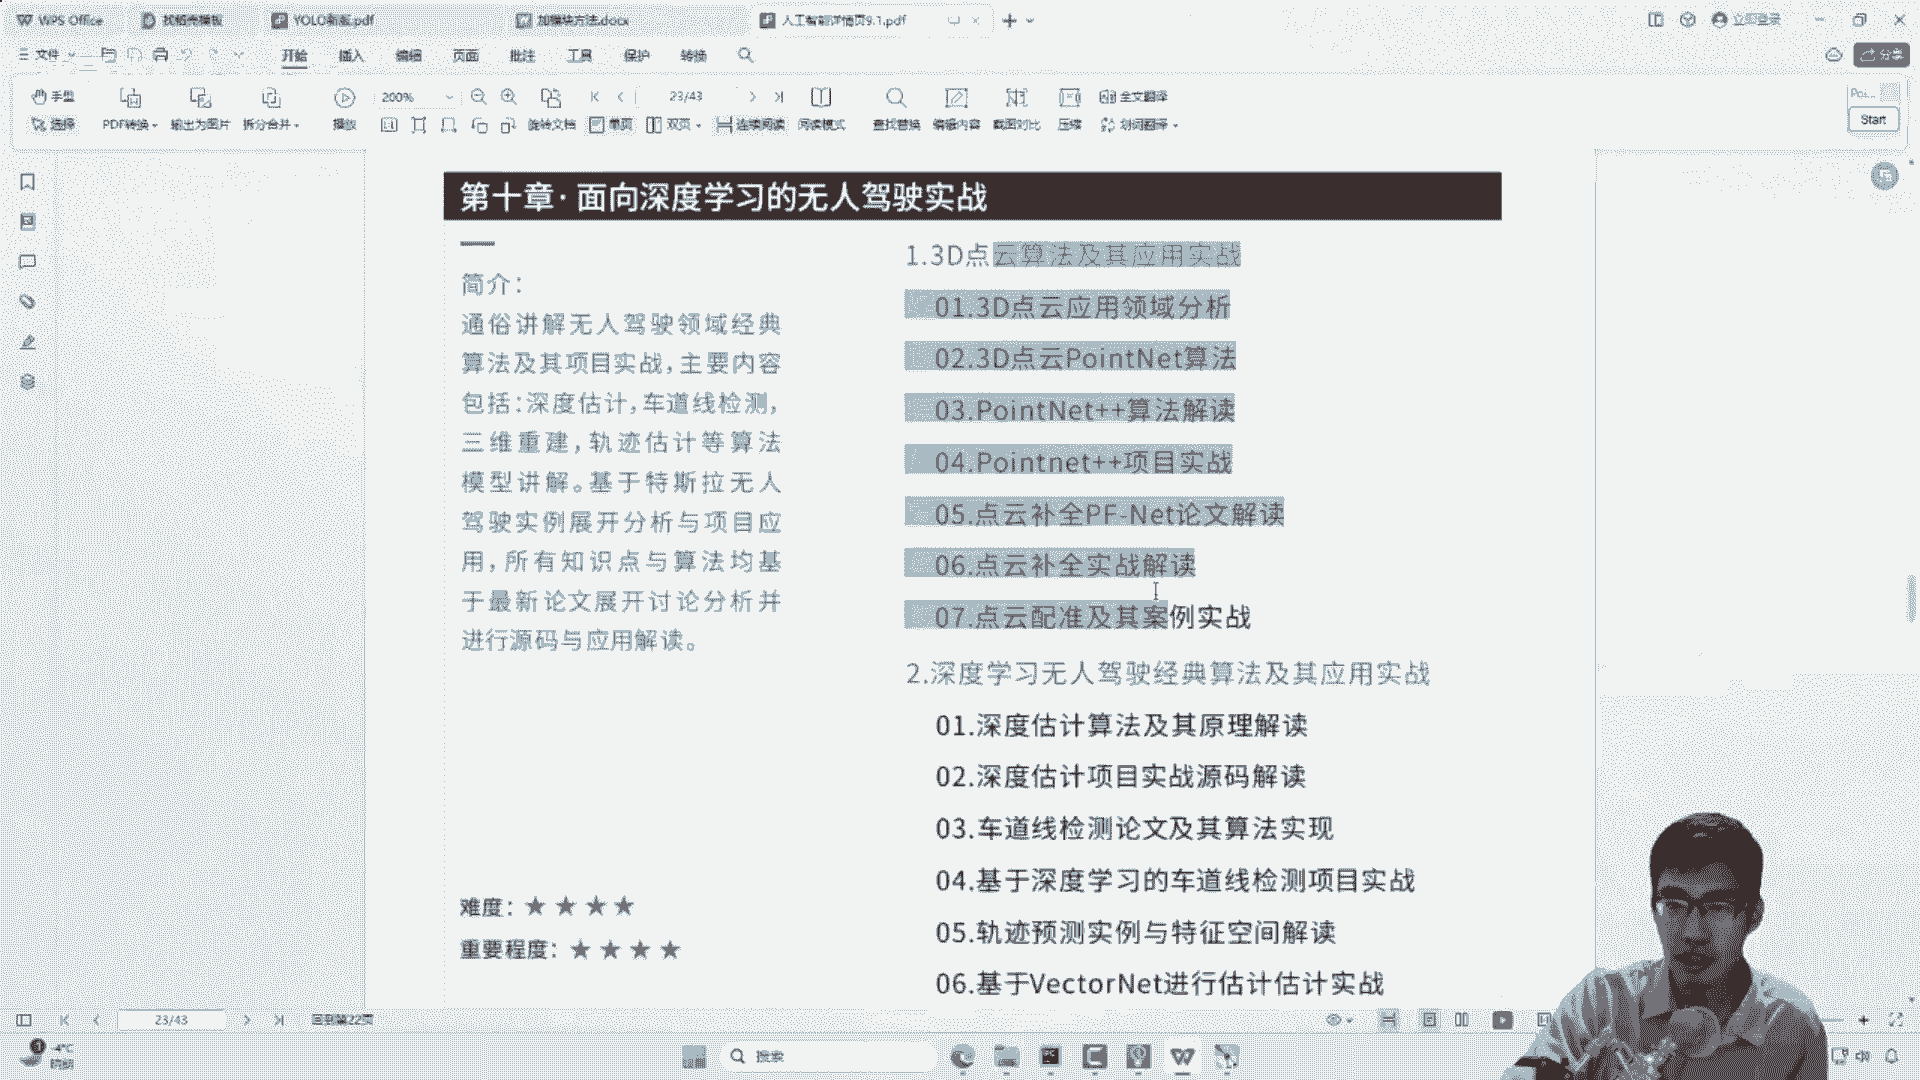 WPS Office
找稻壳模板
YOLO新版.pdf
加模块方法.docx
人工智能详情页9.1.pdf
立即登录
文件
开始
插入
编辑
页面
批注
工具
保护
转换
分享
手型
200%
23/43
全文翻译
选择
PDF转换
输出为图片
拆分合并
播放
旋转文档
单页
双页
连续阅读
阅读模式
查找替换
编辑内容
截图对比
压缩
划词翻译
Start
第十章·面向深度学习的无人驾驶实战
简介：
通俗讲解无人驾驶领域经典
算法及其项目实战，主要内容
包括：深度估计，车道线检测，
三维重建，轨迹估计等算法
模型讲解。基于特斯拉无人
驾驶实例展开分析与项目应
用，所有知识点与算法均基
于最新论文展开讨论分析并
进行源码与应用解读。
难度：★ ★ ★ ★
重要程度：★ ★ ★ ★
1.3D点云算法及其应用实战
01.3D点云应用领域分析
02.3D点云PointNet算法
03.PointNet++算法解读
04.Pointnet++项目实战
05.点云补全PF-Net论文解读
06.点云补全实战解读
07.点云配准及其案例实战
2.深度学习无人驾驶经典算法及其应用实战
01.深度估计算法及其原理解读
02.深度估计项目实战源码解读
03.车道线检测论文及其算法实现
04.基于深度学习的车道线检测项目实战
05.轨迹预测实例与特征空间解读
06.基于VectorNet进行估计估计实战
23/43
回到第22页
-4°C
搜索